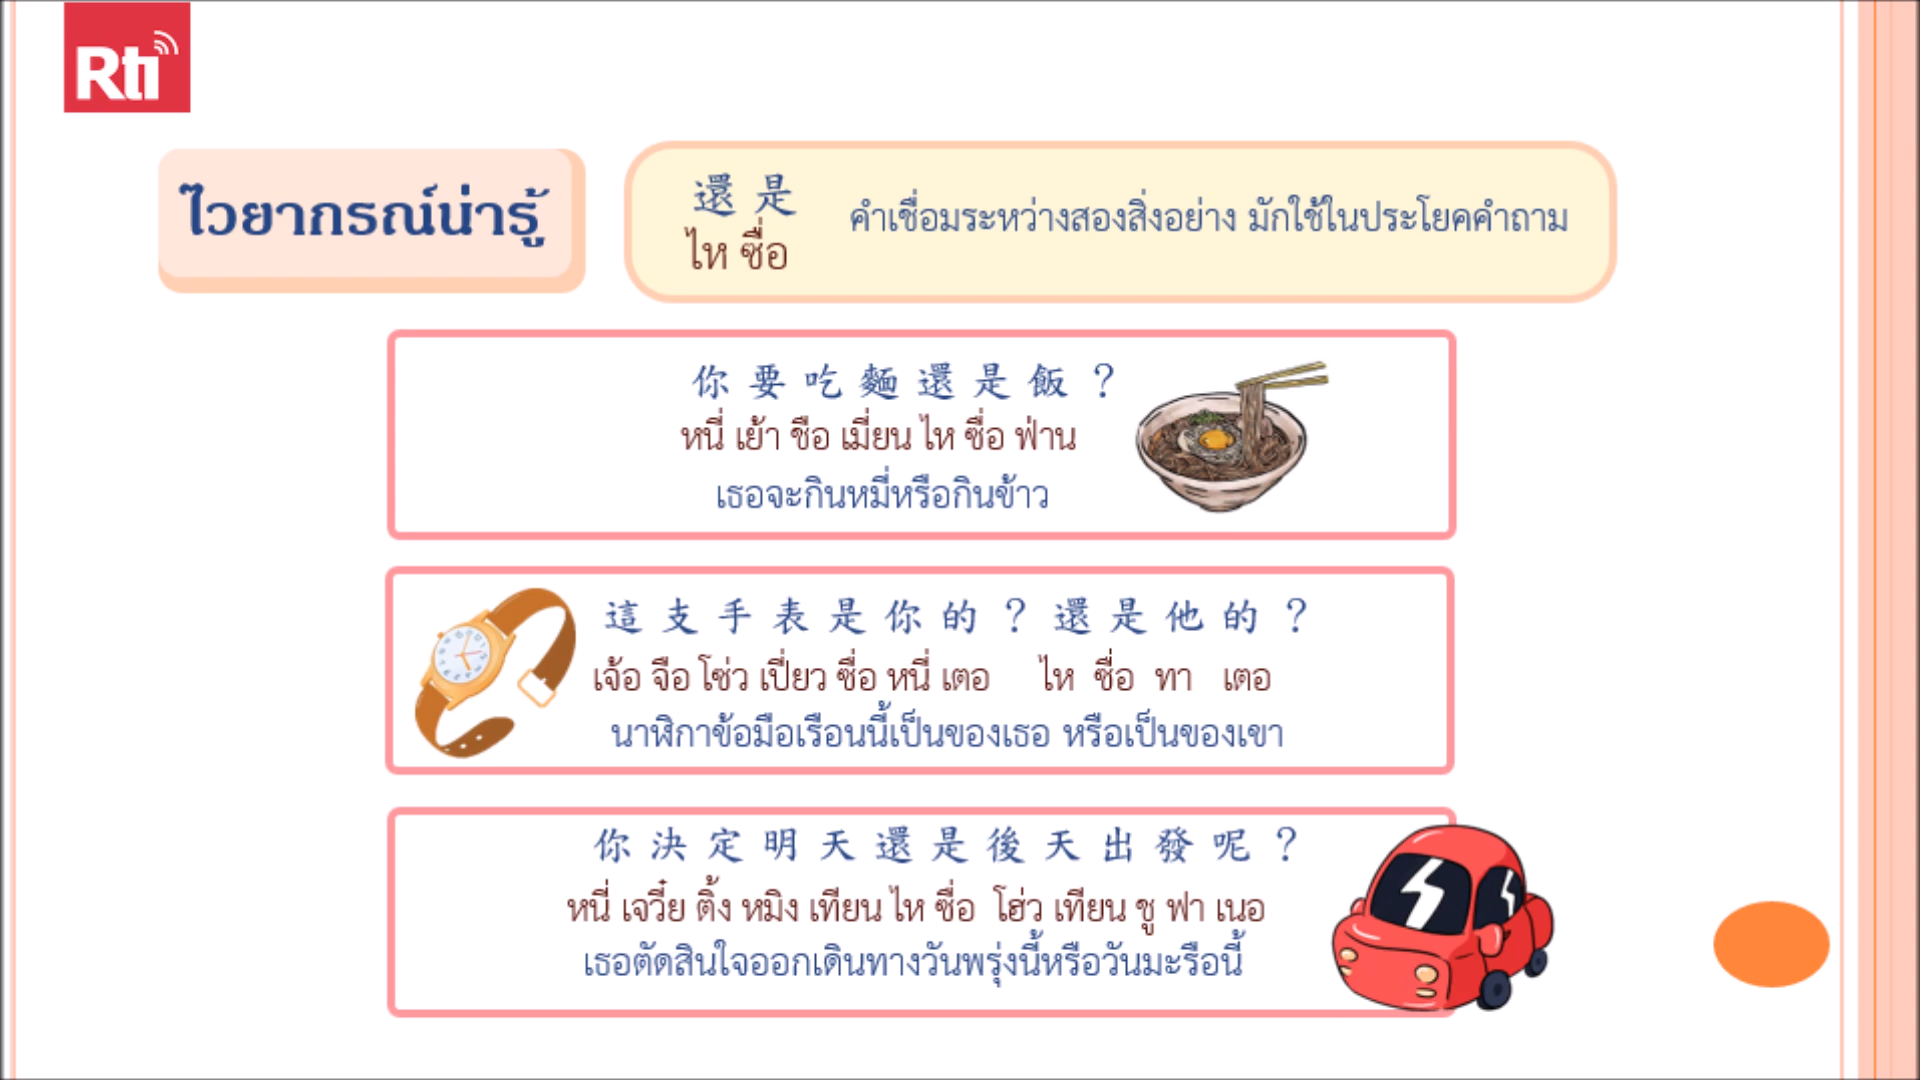 Rti
ไวยากรณ์น่ารู้
還是
ไห ซื่อ
คำเชื่อมระหว่างสองสิ่งอย่าง มักใช้ในประโยคคำถาม
你要吃麵還是飯？
หนี่ เย้า ชือ เมี่ยน ไห ซื่อ ฟ่าน
เธอจะกินหมี่หรือกินข้าว
這支手表是你的？還是他的？
เจ้อ จือ โซ่ว เปี่ยว ซื่อ หนี่ เตอ ไห ซื่อ ทา เตอ
นาฬิกาข้อมือเรือนนี้เป็นของเธอ หรือเป็นของเขา
你決定明天還是後天出發呢？
หนี่ เจวี๋ย ติ้ง หมิง เทียน ไห ซื่อ โฮ่ว เทียน ชู ฟา เนอ
เธอตัดสินใจออกเดินทางวันพรุ่งนี้หรือวันมะรืนนี้